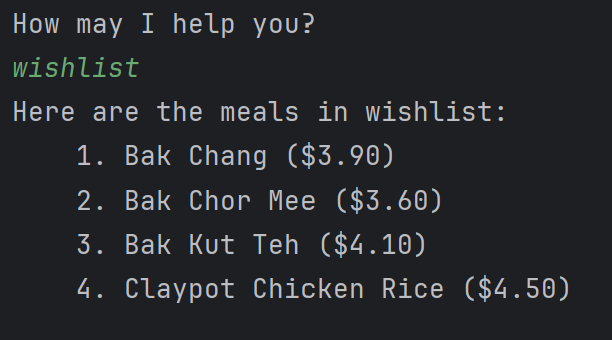 How may I help you?
wishlist
Here are the meals in wishlist:
1. Bak Chang ($3.90)
2. Bak Chor Mee ($3.60)
3. Bak Kut Teh ($4.10)
4. Claypot Chicken Rice ($4.50)